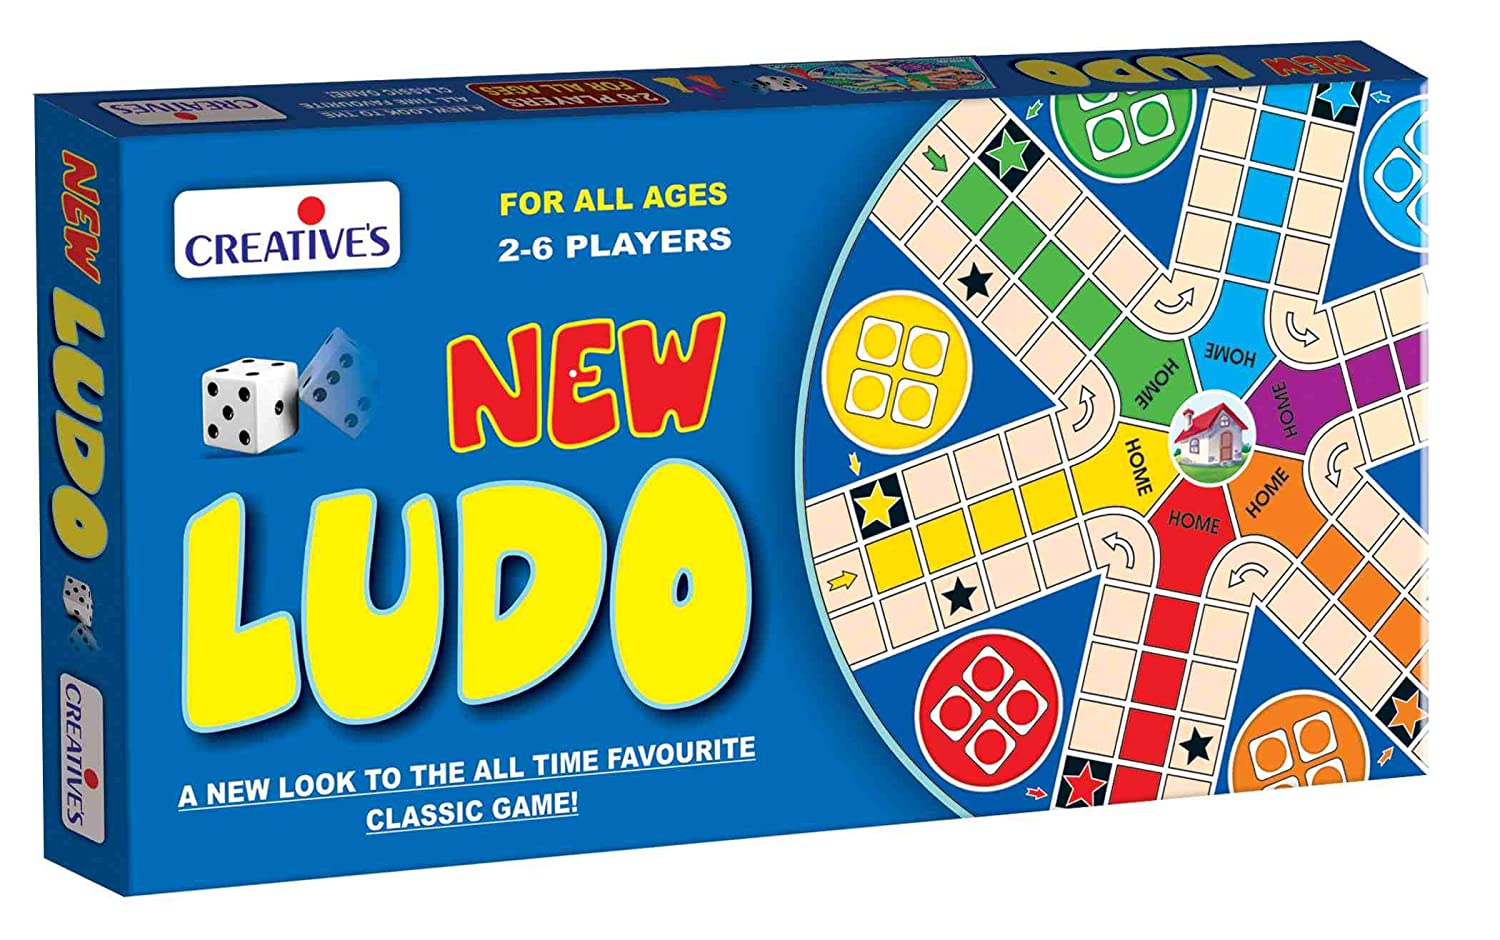 CREATIVE'S
A NEW LOOK TO THE
ALL TIME FAVOURITE
CLASSIC GAME!
2-6 PLAYERS
FOR ALL AGES
NEW LUDO
NEW LUDO
CREATIVE'S
CREATIVE'S
FOR ALL AGES
2-6 PLAYERS
NEW
LUDO
A NEW LOOK TO THE ALL TIME FAVOURITE
CLASSIC GAME!
HOME
HOME
HOME
HOME
HOME
HOME